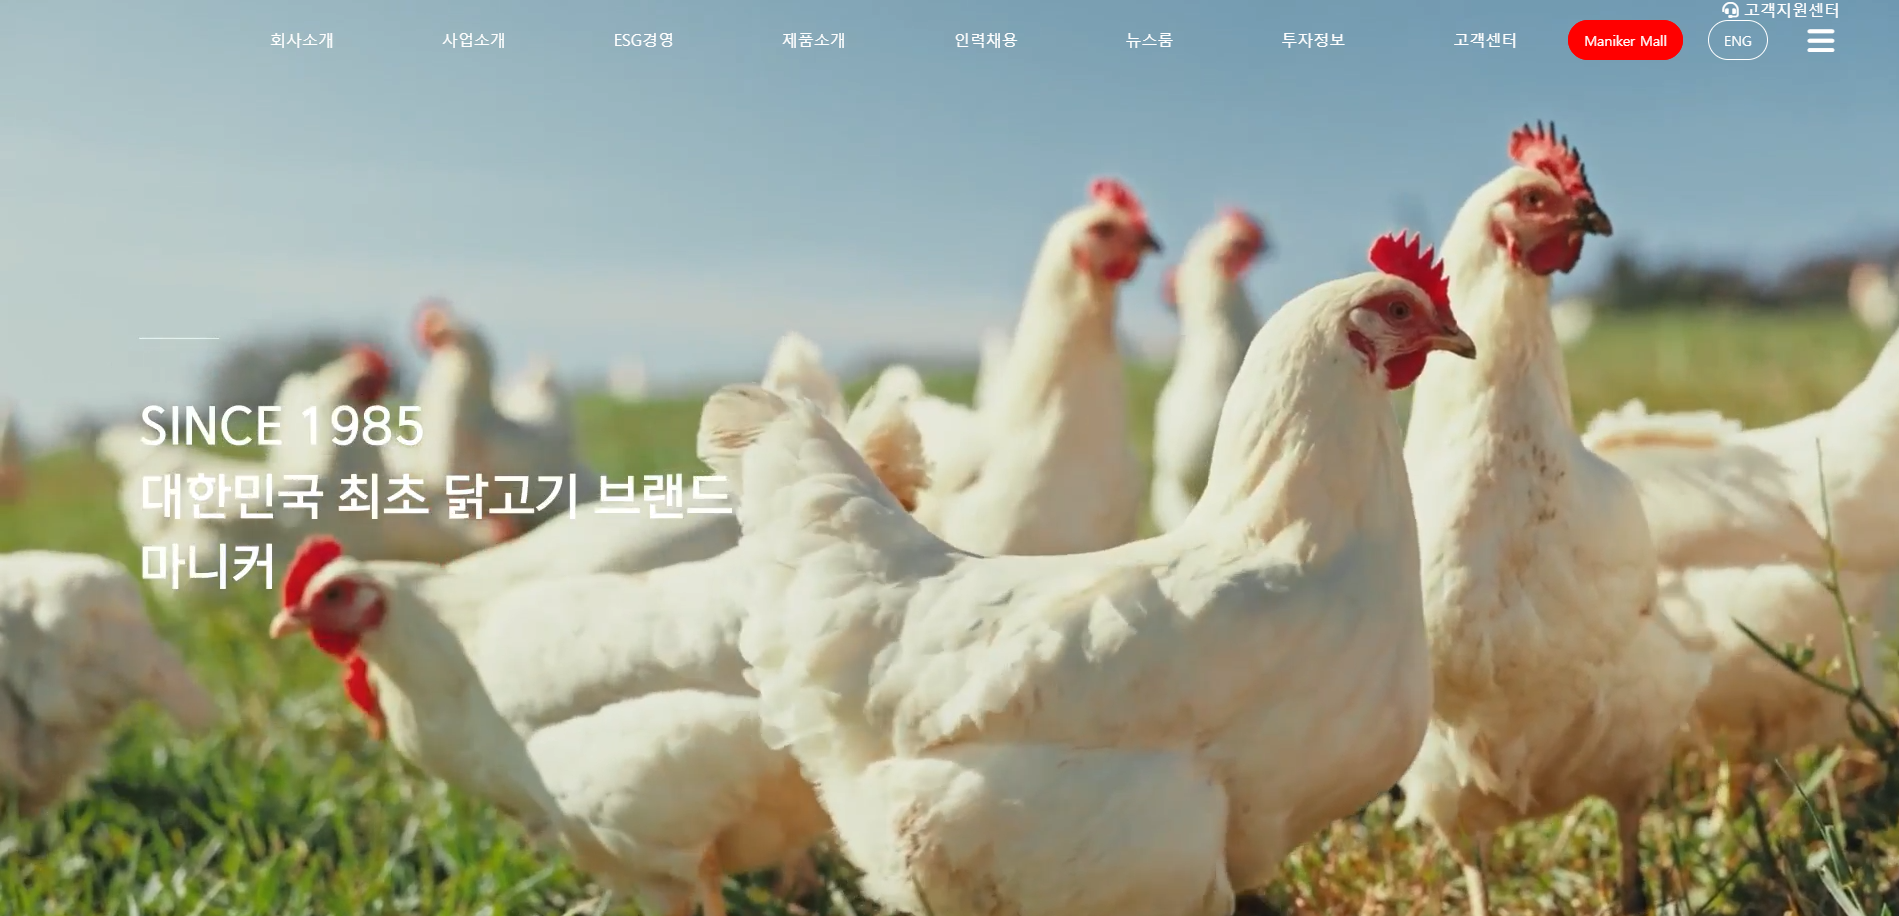 고객지원센터
회사소개
사업소개
ESG경영
제품소개
인력채용
뉴스룸
투자정보
고객센터
Maniker Mall
ENG
SINCE 1985
대한민국 최초 닭고기 브랜드
마니커